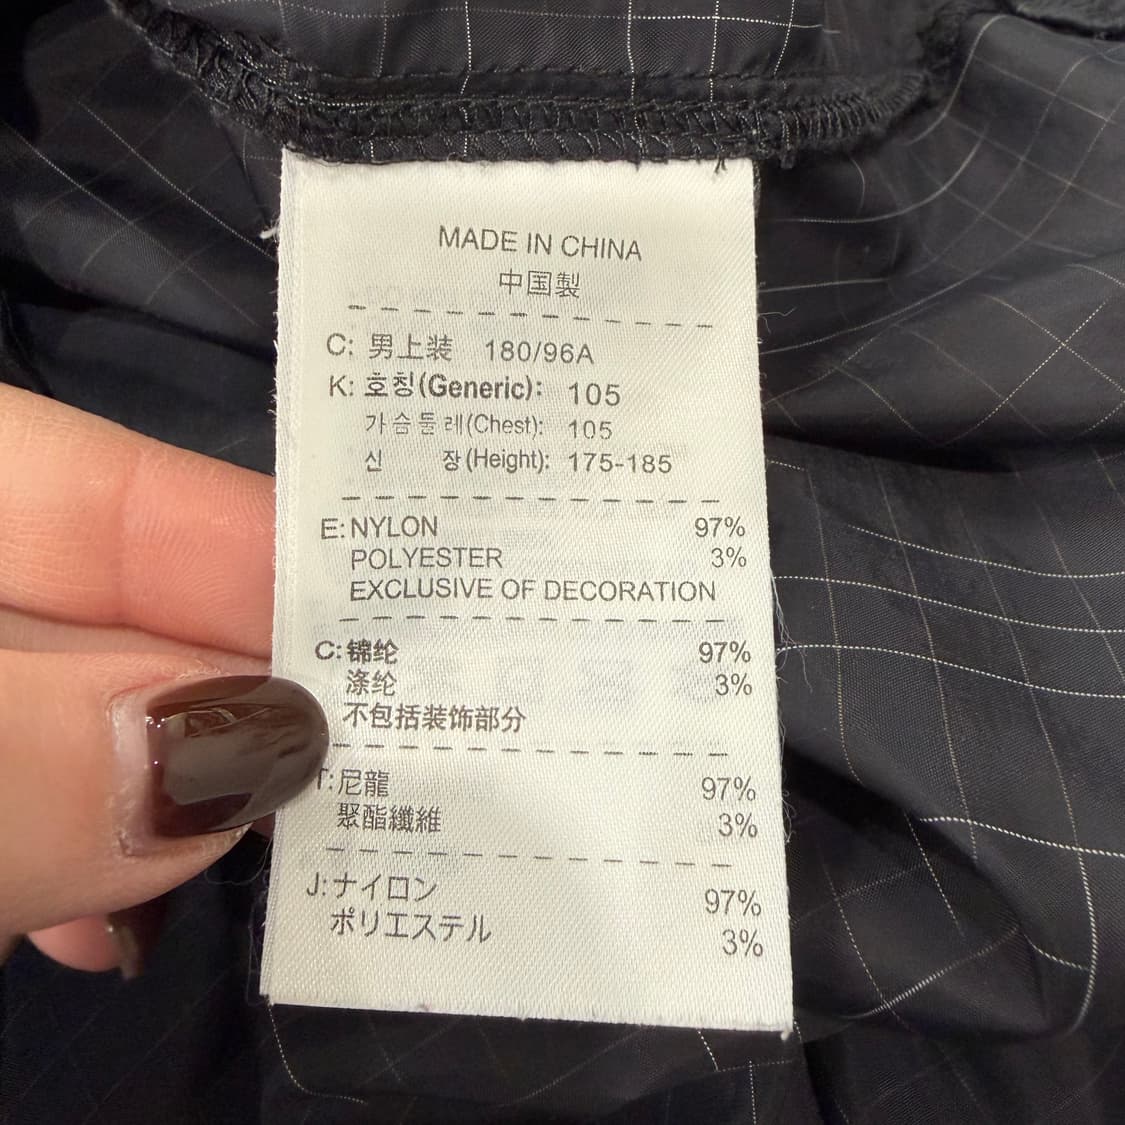 MADE IN CHINA
中国製
C: 男上装 180/96A
K: 호칭(Generic): 105
가슴둘레(Chest): 105
신 장(Height): 175-185
E: NYLON 97%
POLYESTER 3%
EXCLUSIVE OF DECORATION
C: 锦纶 97%
涤纶 3%
不包括装饰部分
T: 尼龍 97%
聚酯纖維 3%
J: ナイロン 97%
ポリエステル 3%